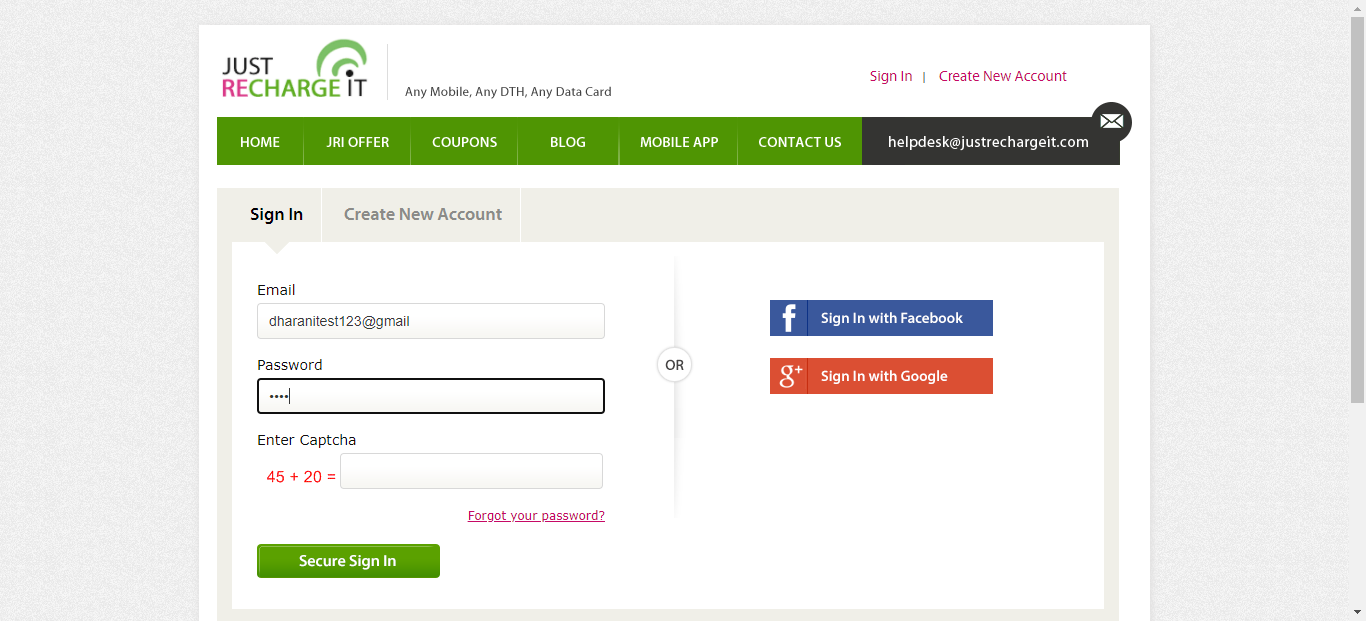 JUST
RECHARGE iT
Any Mobile, Any DTH, Any Data Card
Sign In | Create New Account
HOME JRI OFFER COUPONS BLOG MOBILE APP CONTACT US helpdesk@justrechargeit.com
Sign In Create New Account
Email
dharanitest123@gmail
Password
••••
Enter Captcha
45 + 20 =
Forgot your password?
Secure Sign In
OR
f Sign In with Facebook
g+ Sign In with Google